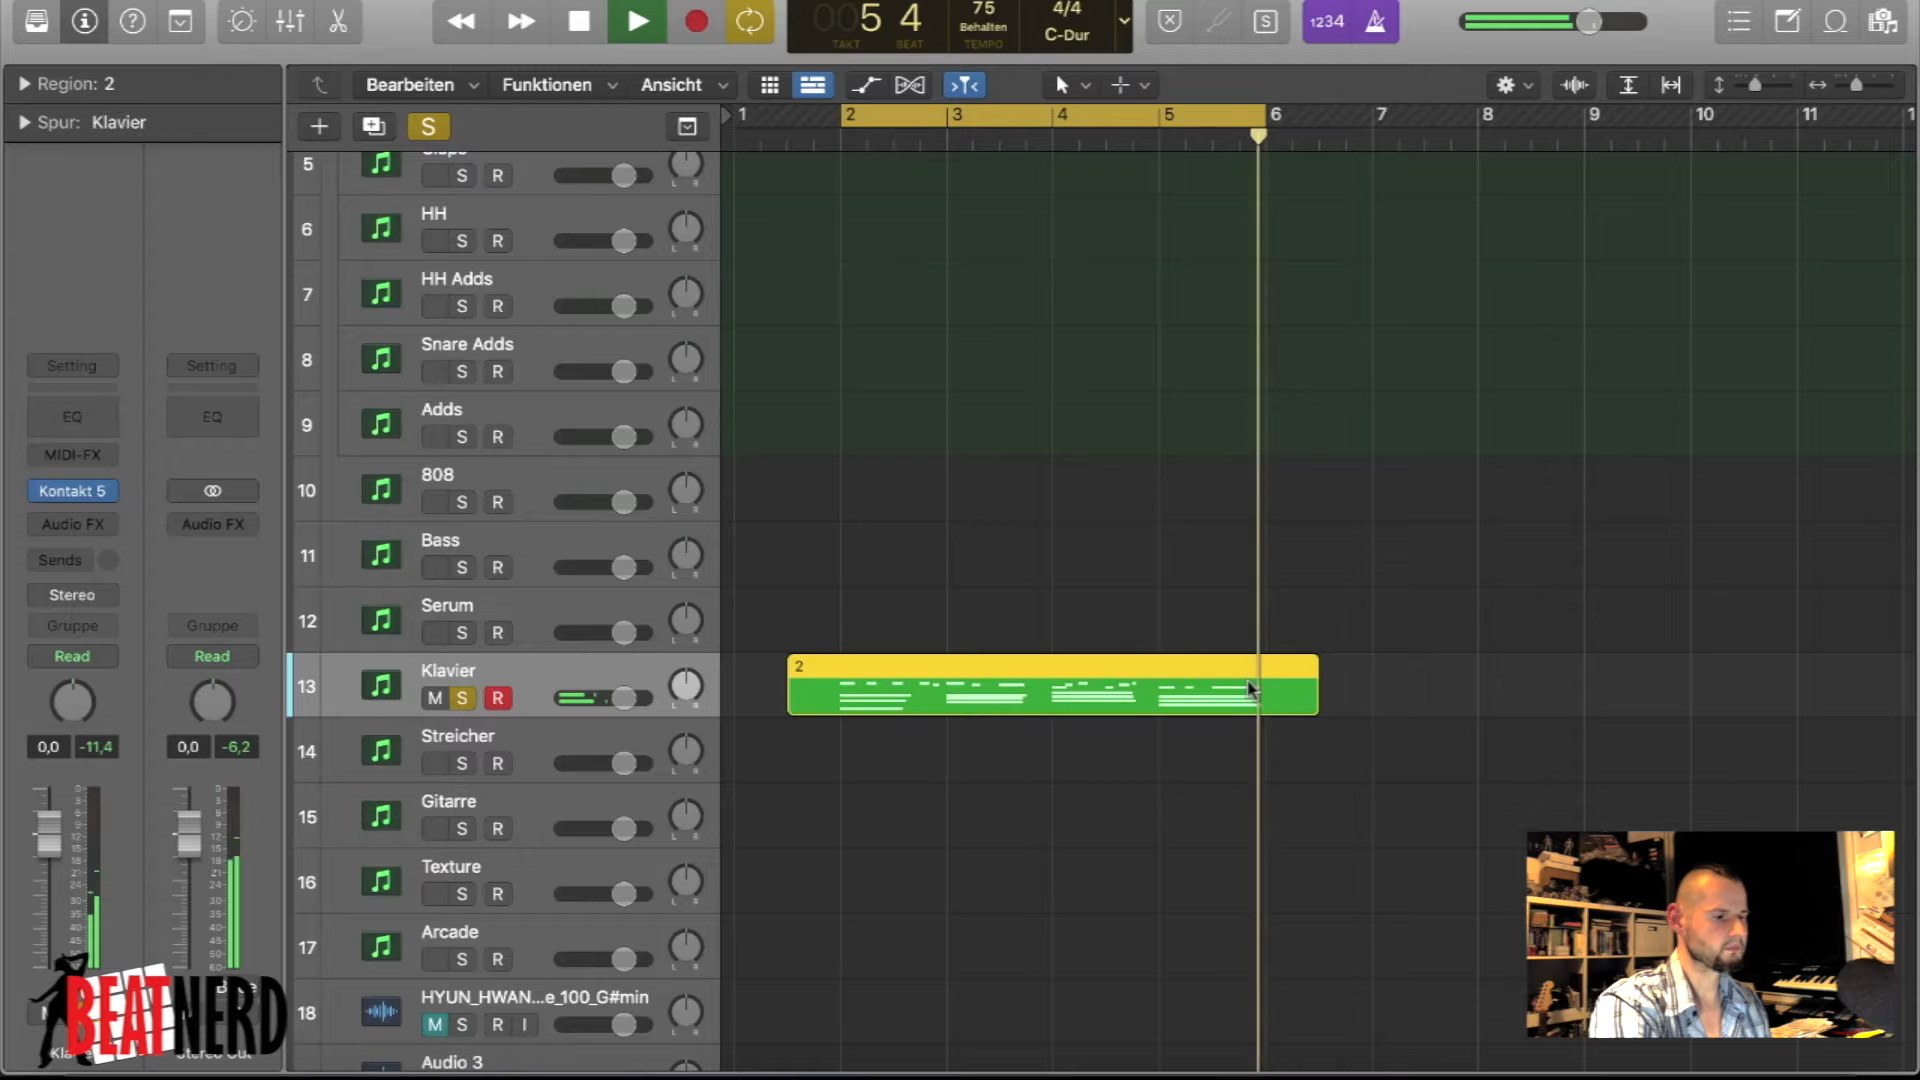 5 4
TAKT BEAT
75
Behalten
TEMPO
4/4
C-Dur
S
1234
Region: 2
Spur: Klavier
Bearbeiten Funktionen Ansicht
S
1 2 3 4 5 6 7 8 9 10 11
5 S R
6 HH S R
7 HH Adds S R
8 Snare Adds S R
9 Adds S R
10 808 S R
11 Bass S R
12 Serum S R
13 Klavier M S R
2
14 Streicher S R
15 Gitarre S R
16 Texture S R
17 Arcade S R
18 HYUN_HWAN...e_100_G#min M S R I
Audio 3
Setting Setting
EQ EQ
MIDI-FX
Kontakt 5
Audio FX Audio FX
Sends
Stereo
Gruppe Gruppe
Read Read
0,0 -11,4 0,0 -6,2
BEATNERD